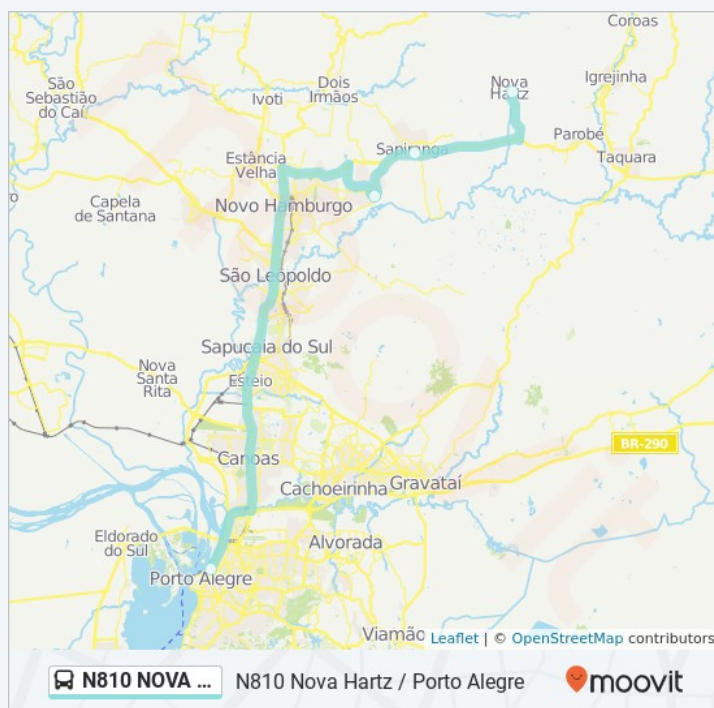 Coroas
São
Sebastião
do Caí
Ivoti
Dois
Irmãos
Nova
Hartz
Igrejinha
Parobé
Taquara
Sapiranga
Estância
Velha
Capela
de Santana
Novo Hamburgo
São Leopoldo
Sapucaia do Sul
Nova
Santa
Rita
Esteio
BR-290
Canoas
Cachoeirinha
Gravataí
Eldorado
do Sul
Alvorada
Porto Alegre
Viamão
Leaflet | © OpenStreetMap contributors
N810 NOVA ...
N810 Nova Hartz / Porto Alegre
moovit